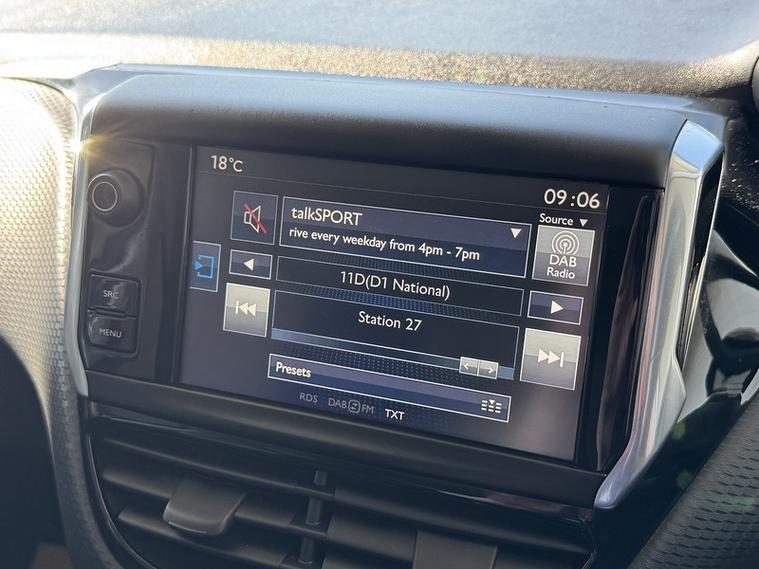 18°C
09:06
Source
talkSPORT
rive every weekday from 4pm - 7pm
DAB
Radio
11D(D1 National)
SRC
Station 27
MENU
Presets
RDS DAB FM TXT